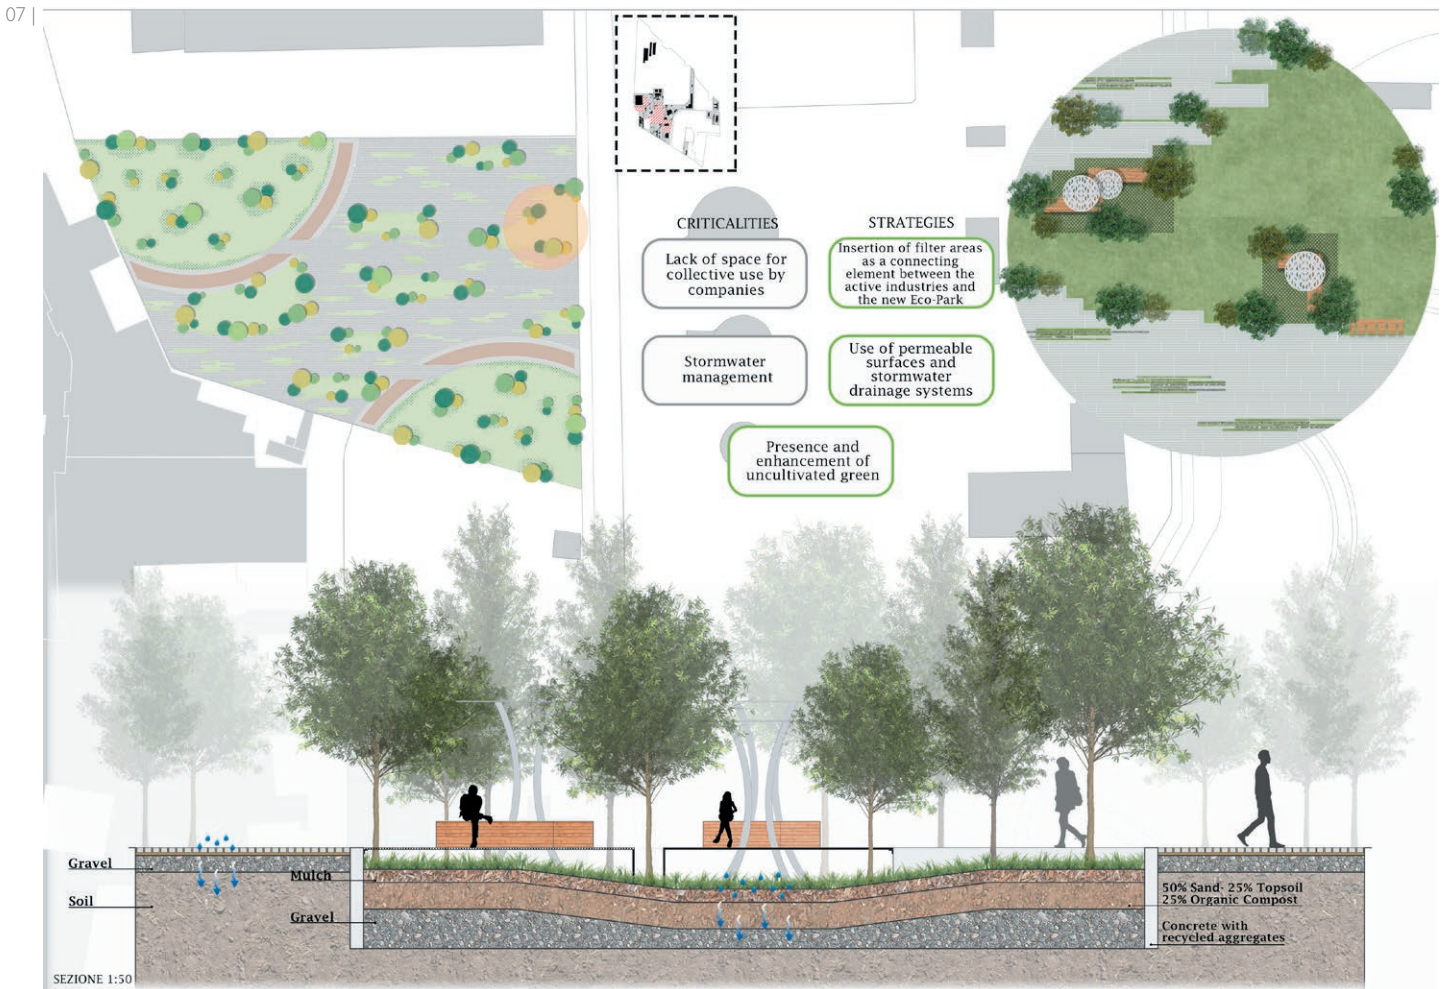 07 |
CRITICALITIES
STRATEGIES
Lack of space for
collective use by
companies
Insertion of filter areas
as a connecting
element between the
active industries and
the new Eco-Park
Stormwater
management
Use of permeable
surfaces and
stormwater
drainage systems
Presence and
enhancement of
uncultivated green
Gravel
Soil
Mulch
Gravel
50% Sand- 25% Topsoil
25% Organic Compost
Concrete with
recycled aggregates
SEZIONE 1:50